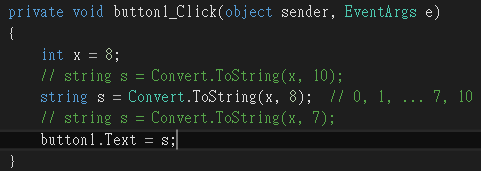 private void button1_Click(object sender, EventArgs e)
{
int x = 8;
// string s = Convert.ToString(x, 10);
string s = Convert.ToString(x, 8);  // 0, 1, ... 7, 10
// string s = Convert.ToString(x, 7);
button1.Text = s;
}